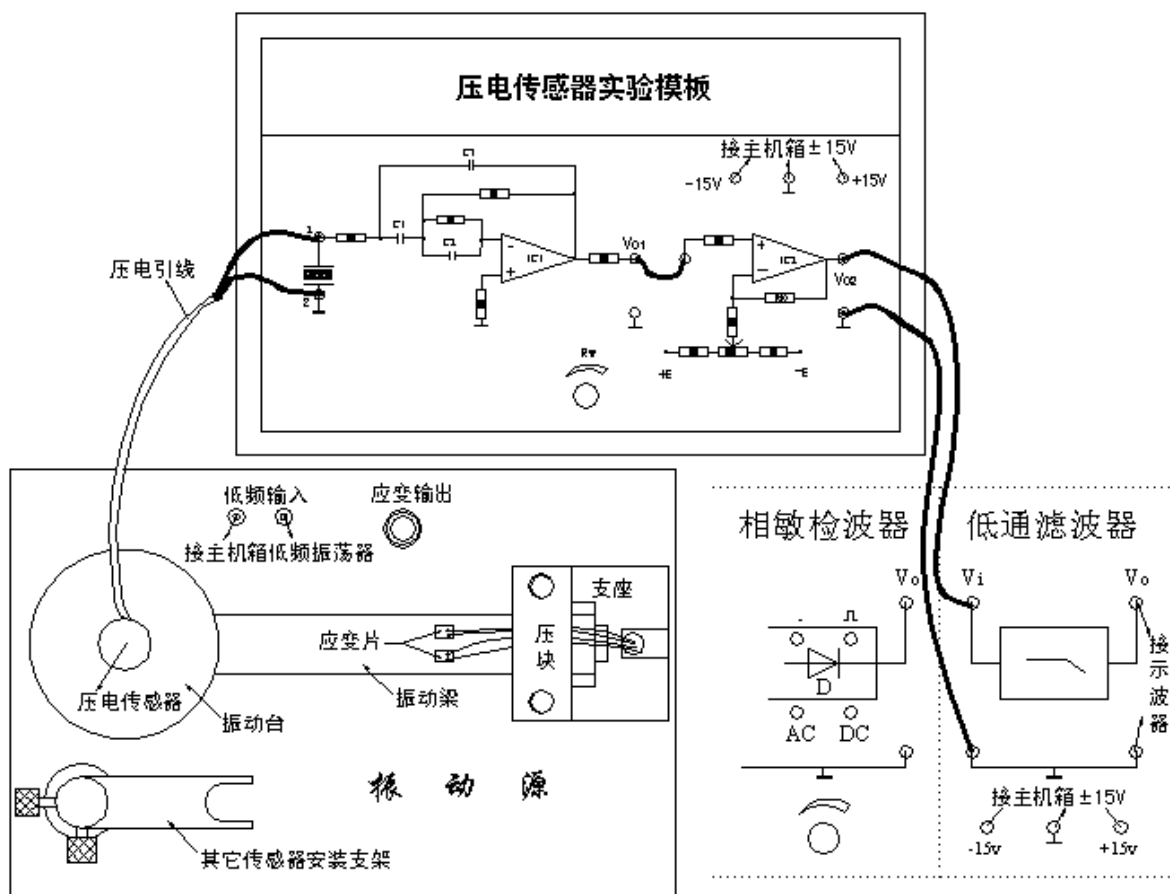 压电传感器实验模板
接主机箱±15V
-15V
+15V
C1
1
2
IC1
Vo1
+
-
IC2
Vo2
压电引线
Rw
+E
-E
低频输入
应变输出
接主机箱低频振荡器
支座
应变片
压块
压电传感器
振动梁
振动台
振 动 源
其它传感器安装支架
相敏检波器
低通滤波器
Vo
Vi
Vo
D
AC
DC
接示波器
接主机箱±15V
-15v
+15v